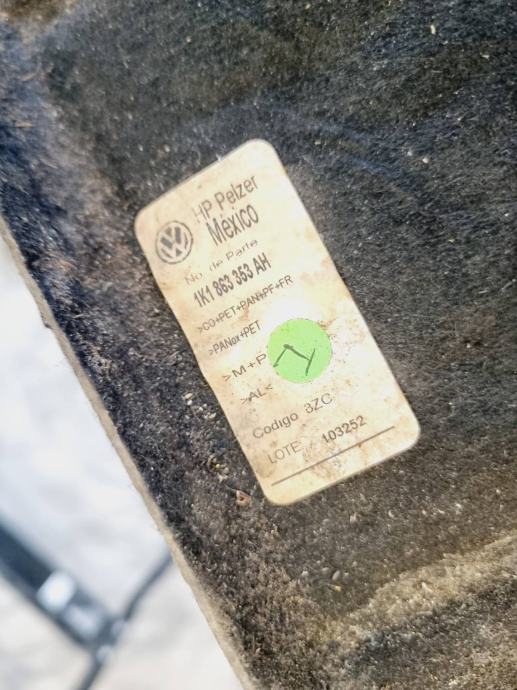 HP Pelzer
México
No. de Parte
1K1 863 353 AH
>CO+PET+PAN+PF+FR
>PANox+PET
>M+P
>AL<
Codigo 3ZC
LOTE 103252